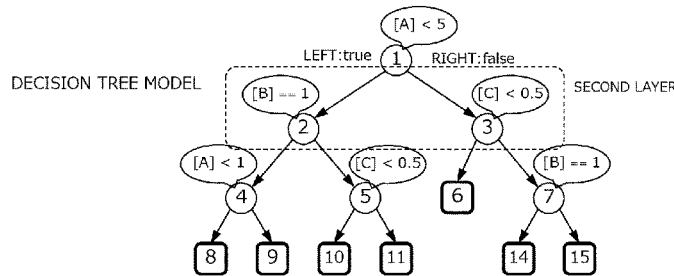 [A] < 5
LEFT:true
1
RIGHT:false
DECISION TREE MODEL
[B] == 1
[C] < 0.5
SECOND LAYER
2
3
[A] < 1
[C] < 0.5
[B] == 1
4
5
6
7
8
9
10
11
14
15